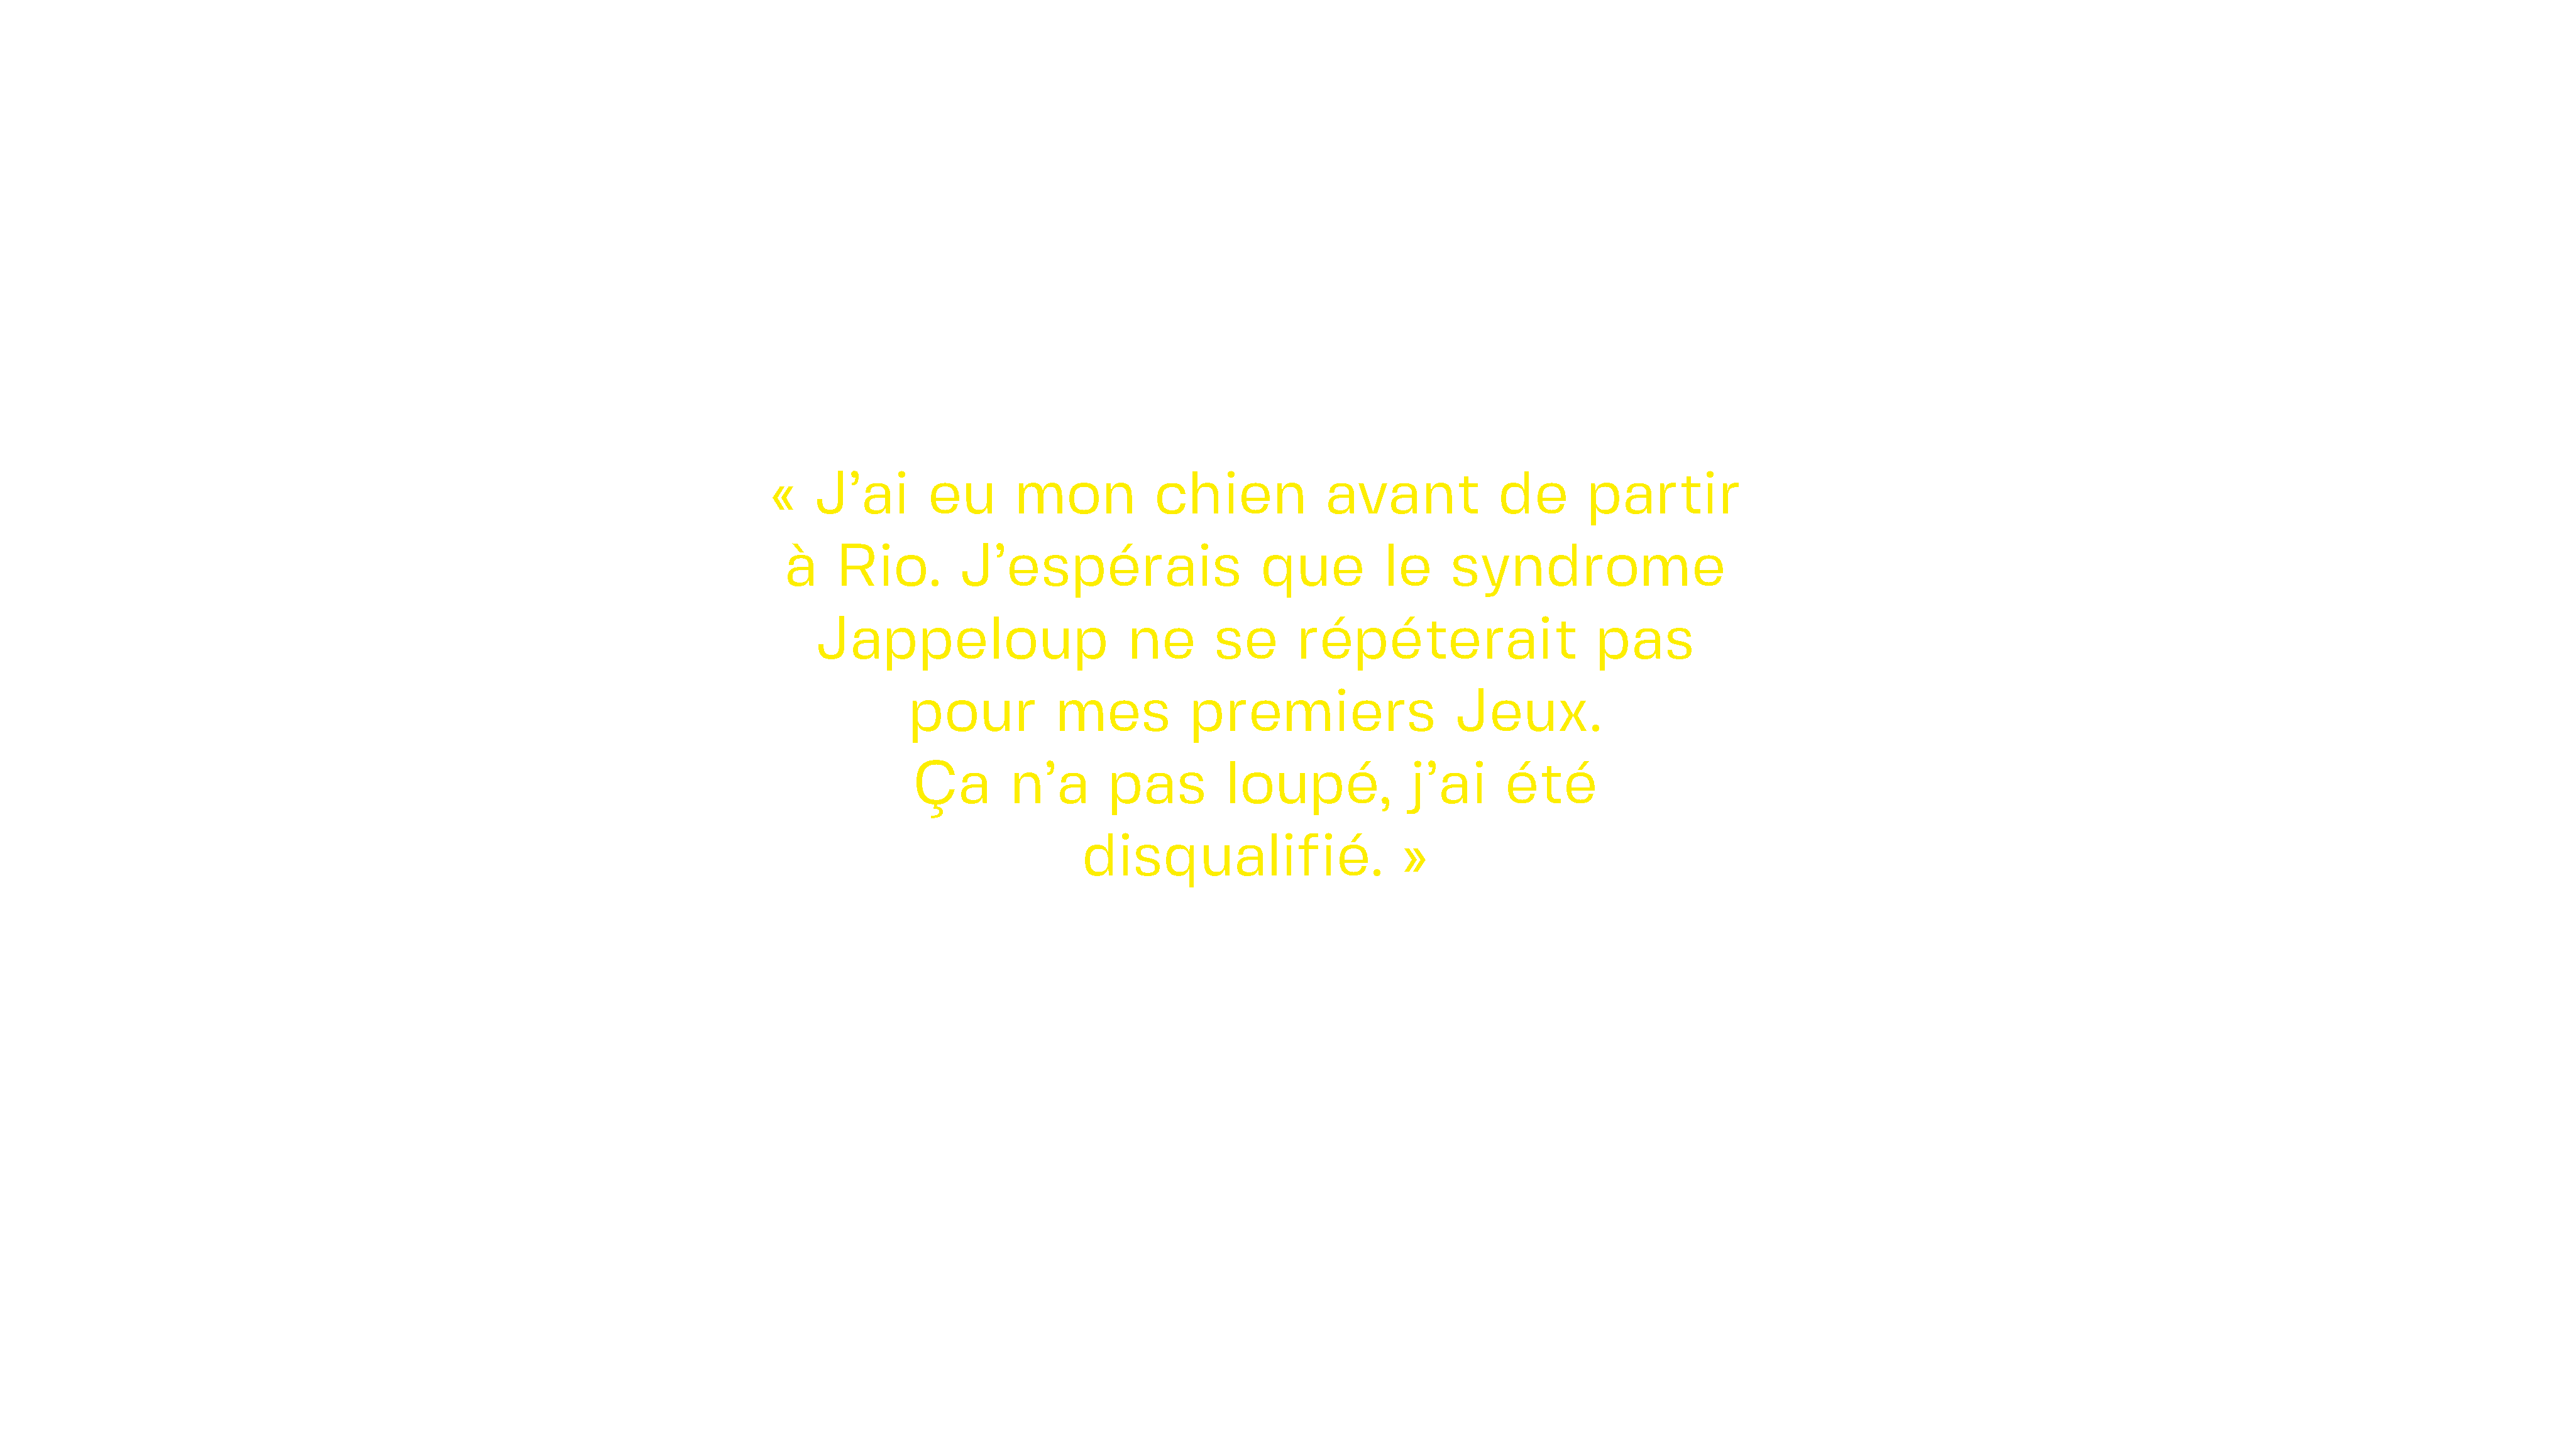 « J’ai eu mon chien avant de partir
à Rio. J’espérais que le syndrome
Jappeloup ne se répéterait pas
pour mes premiers Jeux.
Ça n’a pas loupé, j’ai été
disqualifié. »